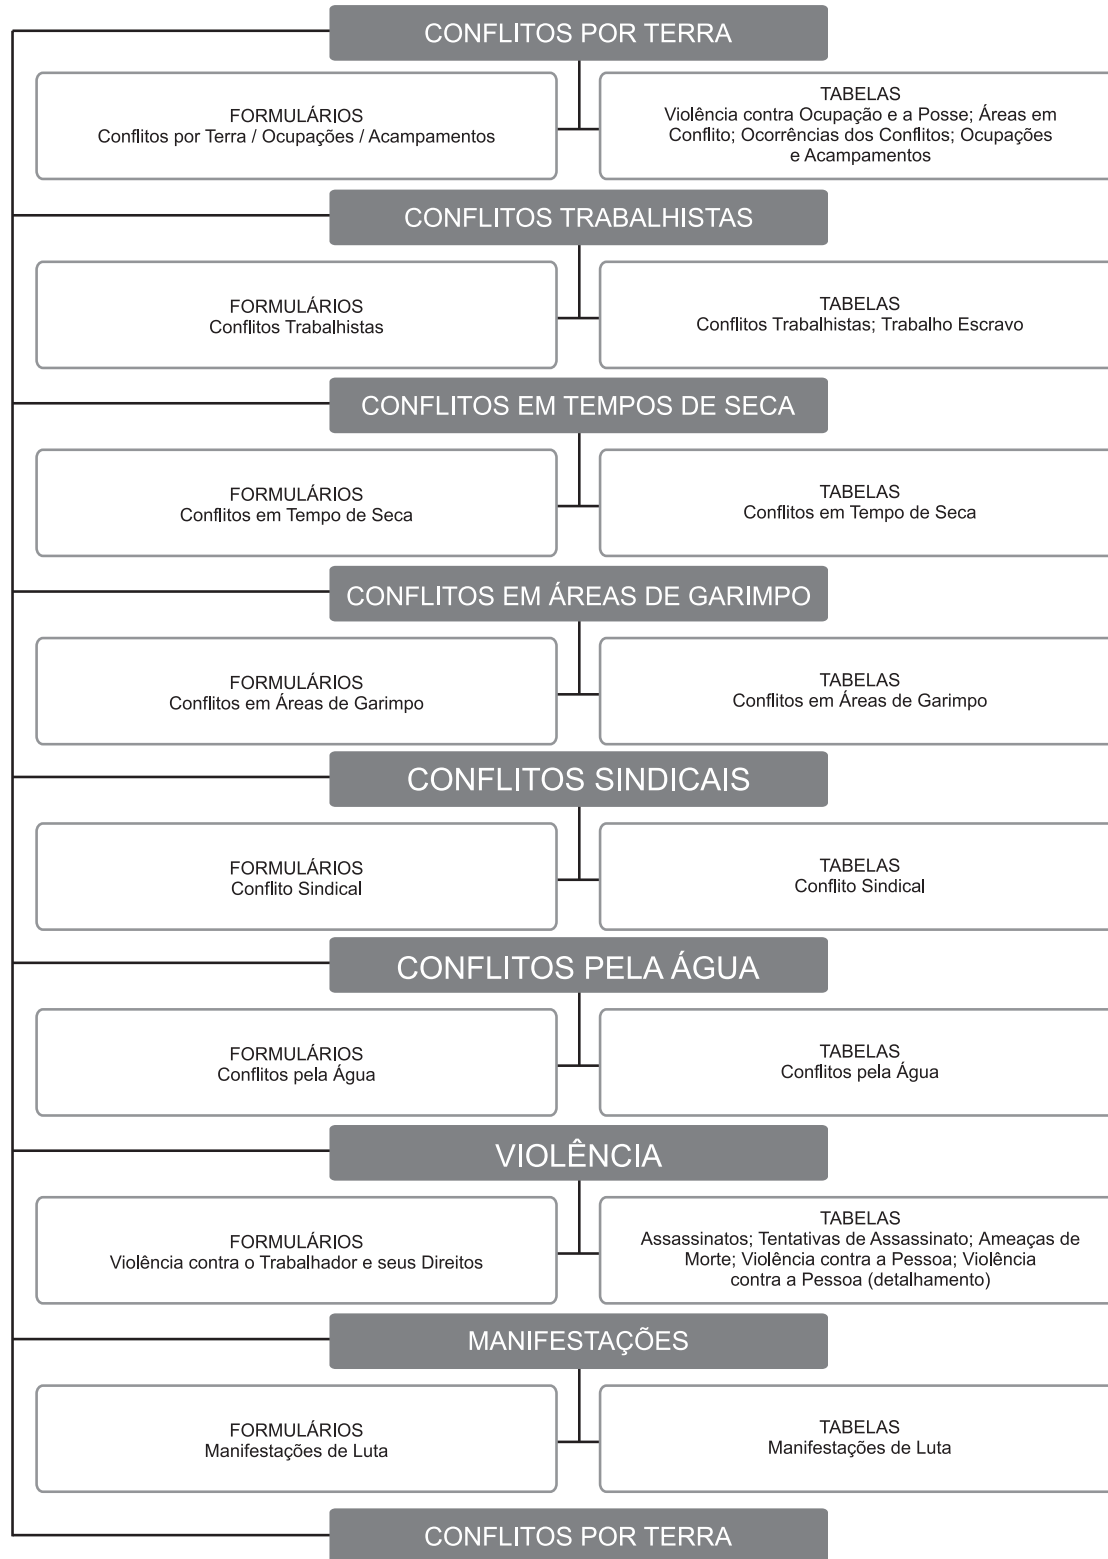 CONFLITOS POR TERRA
FORMULÁRIOS
Conflitos por Terra / Ocupações / Acampamentos
TABELAS
Violência contra Ocupação e a Posse; Áreas em
Conflito; Ocorrências dos Conflitos; Ocupações
e Acampamentos
CONFLITOS TRABALHISTAS
FORMULÁRIOS
Conflitos Trabalhistas
TABELAS
Conflitos Trabalhistas; Trabalho Escravo
CONFLITOS EM TEMPOS DE SECA
FORMULÁRIOS
Conflitos em Tempo de Seca
TABELAS
Conflitos em Tempo de Seca
CONFLITOS EM ÁREAS DE GARIMPO
FORMULÁRIOS
Conflitos em Áreas de Garimpo
TABELAS
Conflitos em Áreas de Garimpo
CONFLITOS SINDICAIS
FORMULÁRIOS
Conflito Sindical
TABELAS
Conflito Sindical
CONFLITOS PELA ÁGUA
FORMULÁRIOS
Conflitos pela Água
TABELAS
Conflitos pela Água
VIOLÊNCIA
FORMULÁRIOS
Violência contra o Trabalhador e seus Direitos
TABELAS
Assassinatos; Tentativas de Assassinato; Ameaças de
Morte; Violência contra a Pessoa; Violência
contra a Pessoa (detalhamento)
MANIFESTAÇÕES
FORMULÁRIOS
Manifestações de Luta
TABELAS
Manifestações de Luta
CONFLITOS POR TERRA